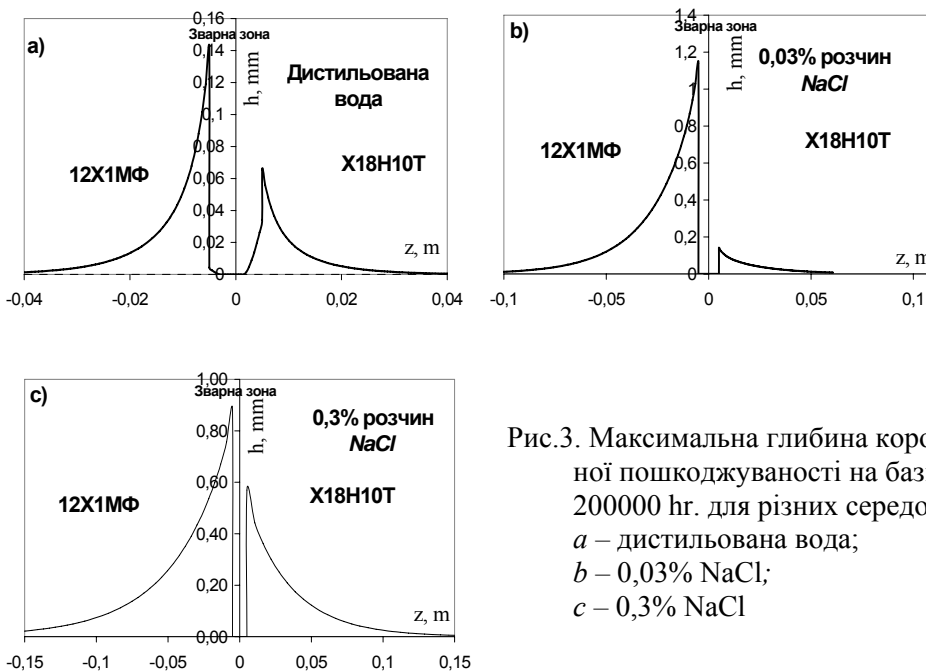 a)
0,16
Зварна зона
0,14
0,12
0,1
0,08
0,06
0,04
0,02
0
h, mm
Дистильована
вода
12Х1МФ
Х18Н10Т
z, m
-0,04 -0,02 0 0,02 0,04
b)
1,4
Зварна зона
1,2
1
0,8
0,6
0,4
0,2
0
h, mm
0,03% розчин
NaCl
12Х1МФ
Х18Н10Т
z, m
-0,1 -0,05 0 0,05 0,1
c)
1,00
Зварна зона
0,80
0,60
0,40
0,20
0,00
h, mm
0,3% розчин
NaCl
12Х1МФ
Х18Н10Т
z, m
-0,15 -0,1 -0,05 0 0,05 0,1 0,15
Рис.3. Максимальна глибина коро
ної пошкоджуваності на баз
200000 hr. для різних середо
a – дистильована вода;
b – 0,03% NaCl;
c – 0,3% NaCl